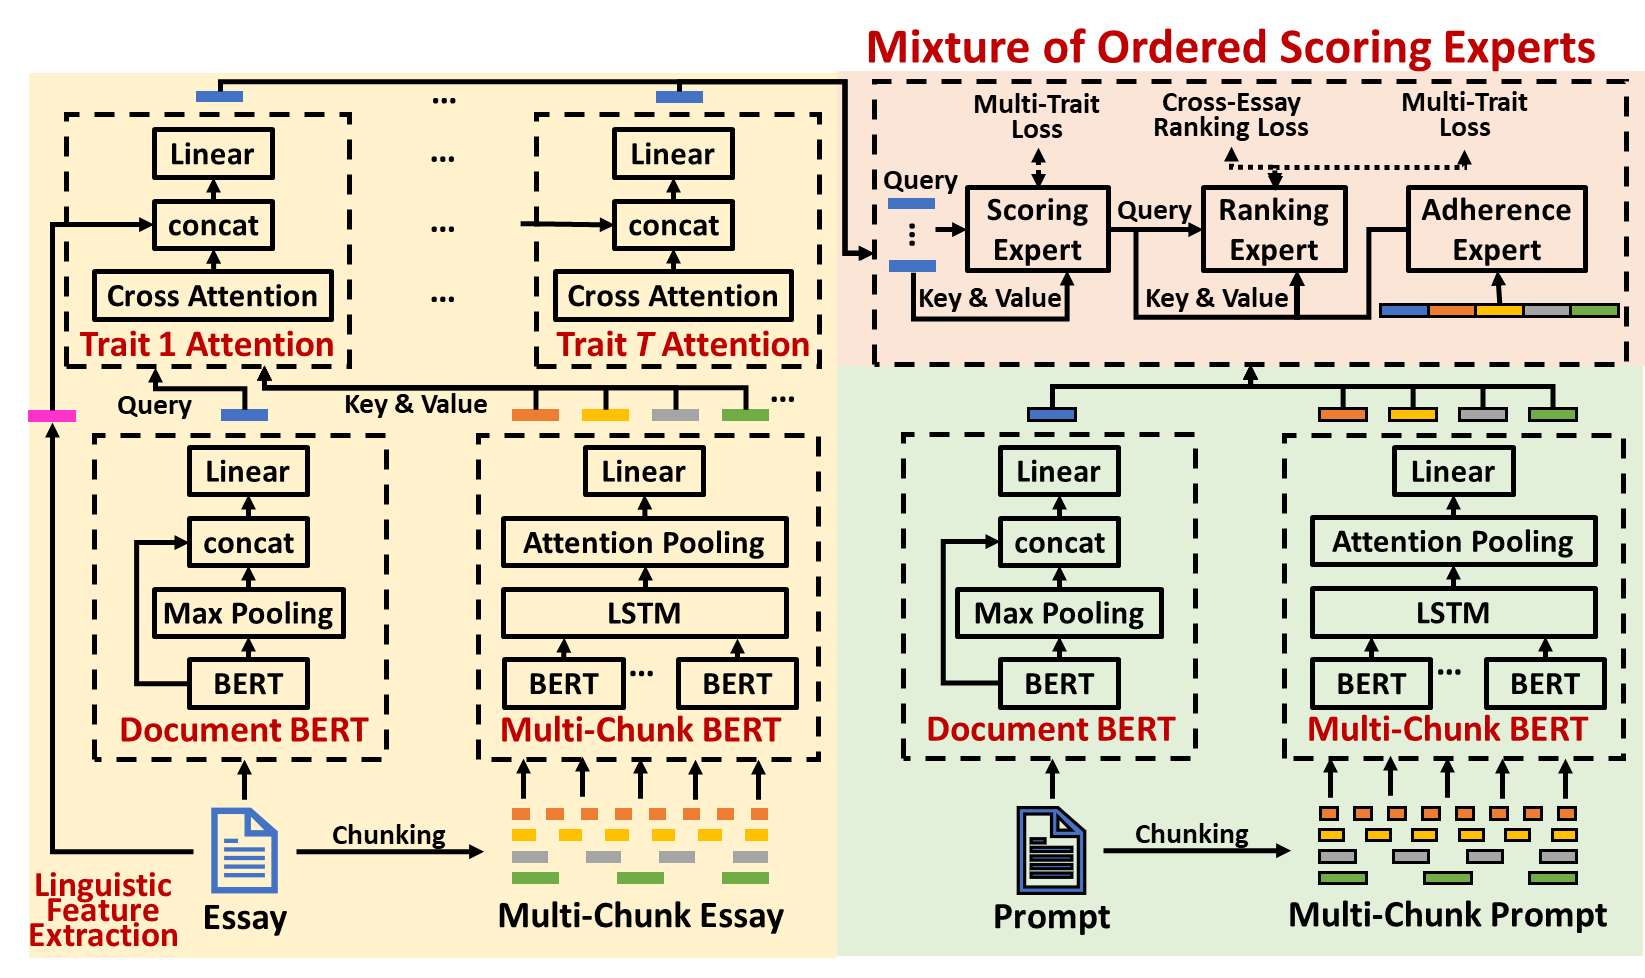 Mixture of Ordered Scoring Experts
...
Linear
...
Linear
concat
...
concat
Cross Attention
...
Cross Attention
Trait 1 Attention
Trait T Attention
Query
Key & Value
...
Linear
Linear
concat
Attention Pooling
Max Pooling
LSTM
BERT
BERT
...
BERT
Document BERT
Multi-Chunk BERT
Chunking
Linguistic
Feature
Extraction
Essay
Multi-Chunk Essay
Multi-Trait
Loss
Cross-Essay
Ranking Loss
Multi-Trait
Loss
Query
...
Scoring
Expert
Query
Ranking
Expert
Adherence
Expert
Key & Value
Key & Value
Linear
Linear
concat
Attention Pooling
Max Pooling
LSTM
BERT
BERT
...
BERT
Document BERT
Multi-Chunk BERT
Chunking
Prompt
Multi-Chunk Prompt